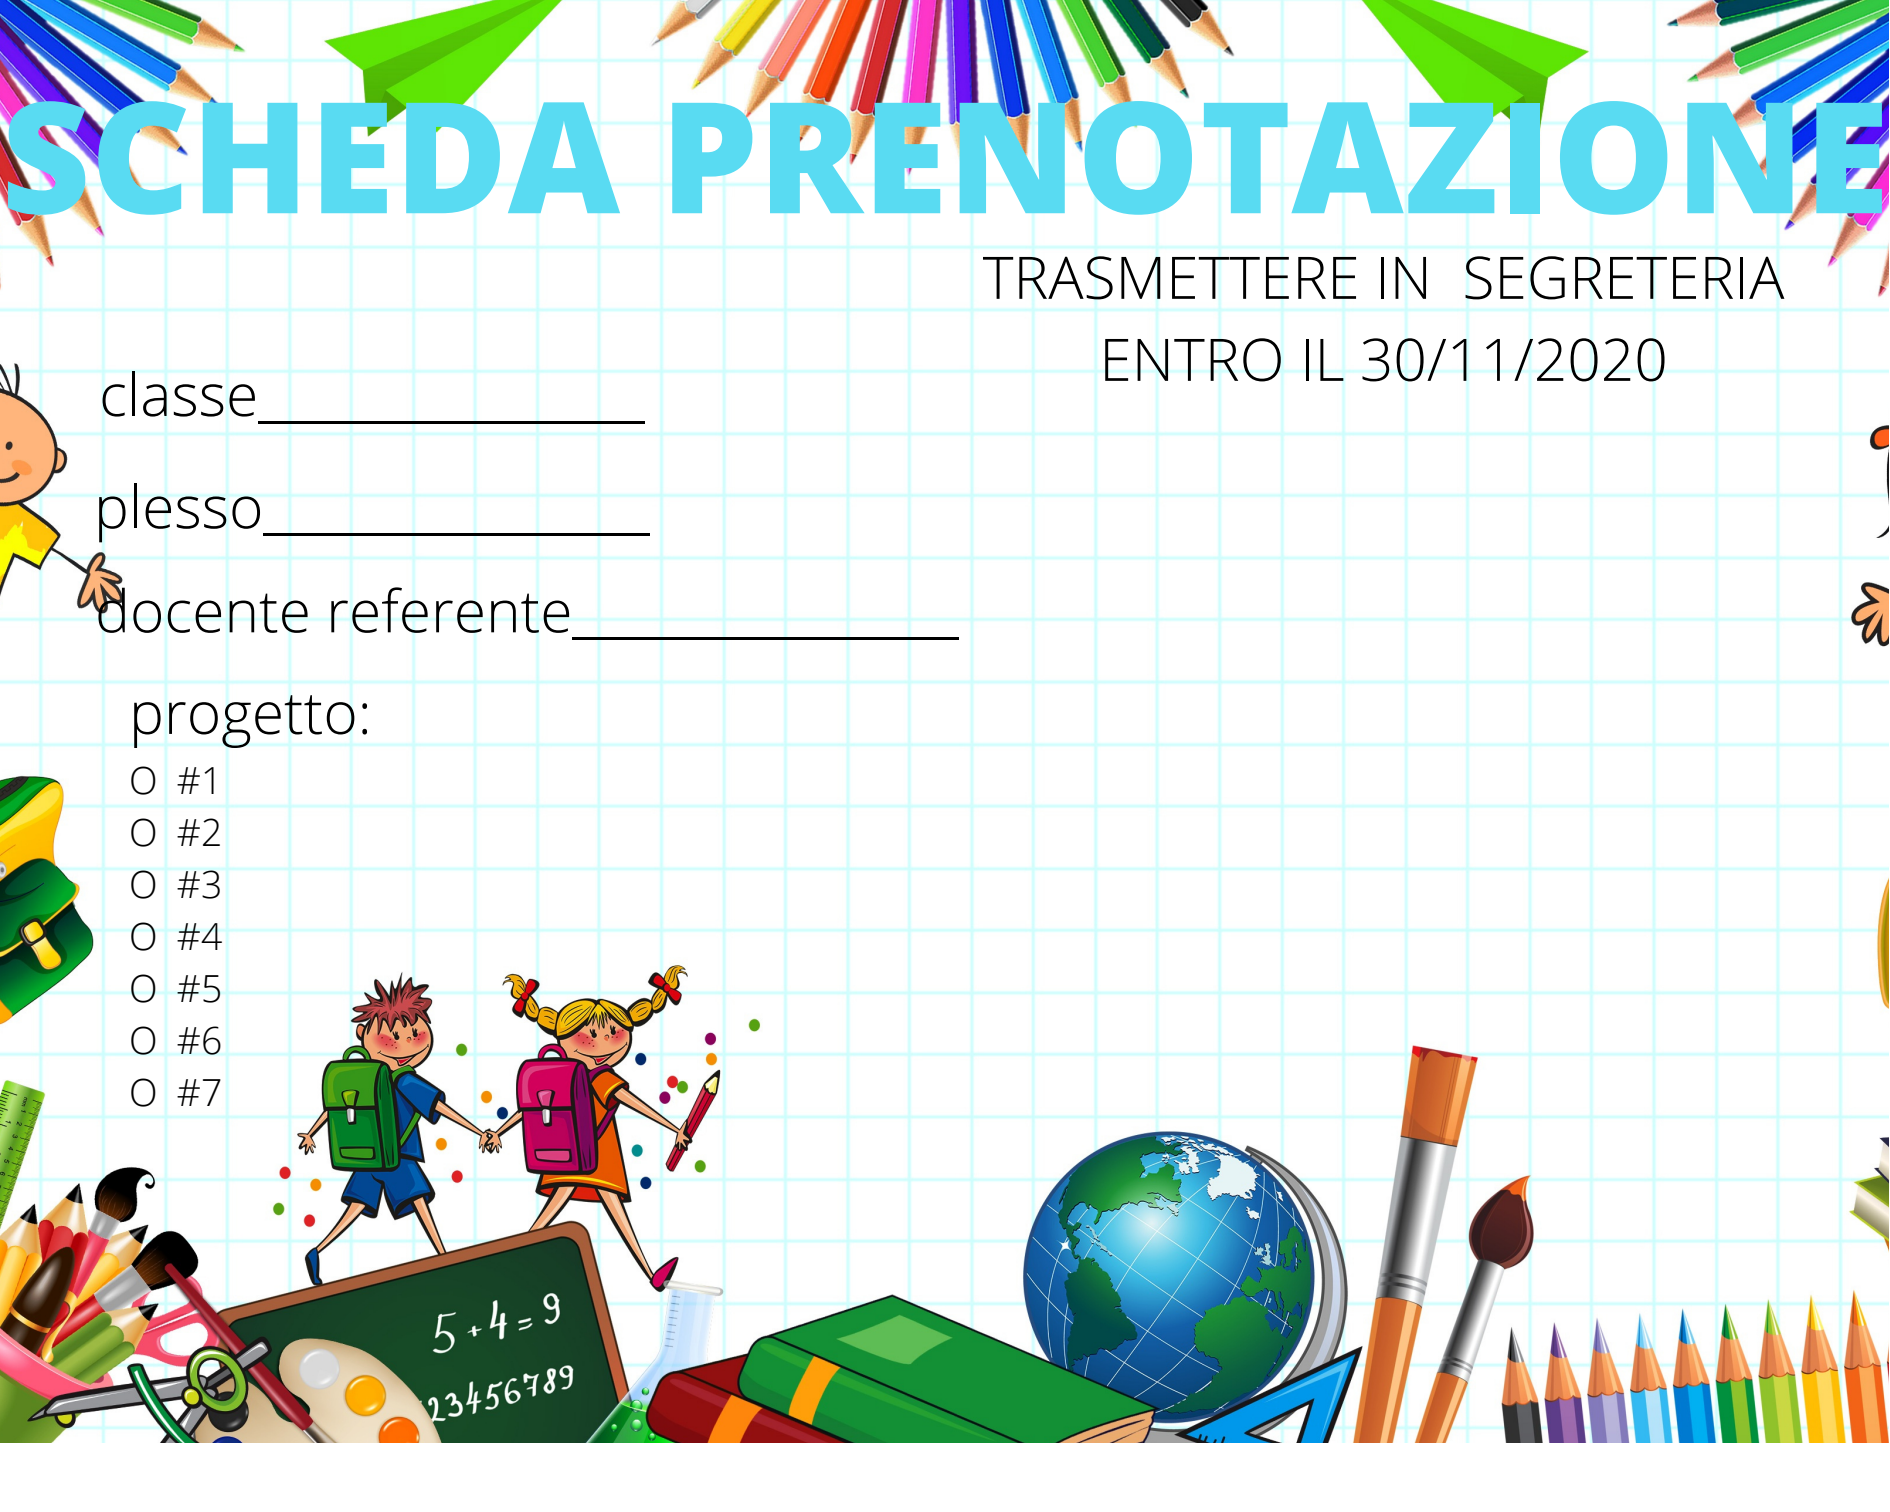 SCHEDA PRENOTAZIONE
TRASMETTERE IN SEGRETERIA
ENTRO IL 30/11/2020
classe_______________
plesso_______________
docente referente_______________
progetto:
O #1
O #2
O #3
O #4
O #5
O #6
O #7
5+4=9
23456789